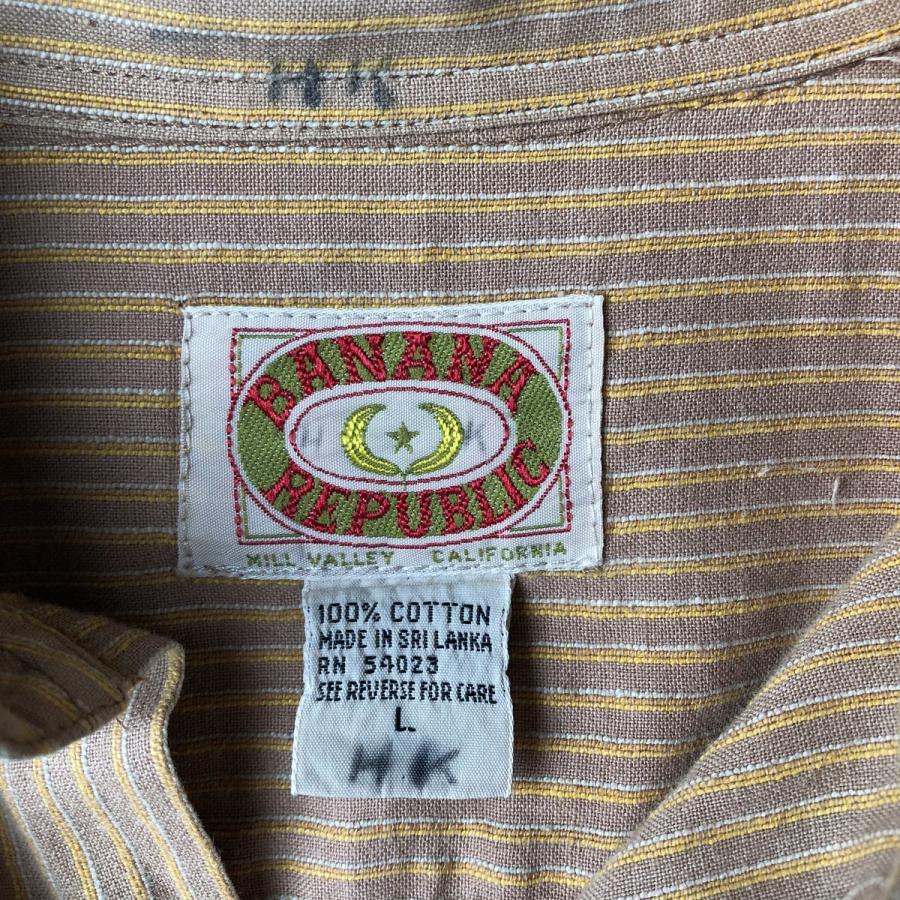 H K
BANANA
H K
REPUBLIC
MILL VALLEY CALIFORNIA
100% COTTON
MADE IN SRI LANKA
RN 54023
SEE REVERSE FOR CARE
L.
H.K